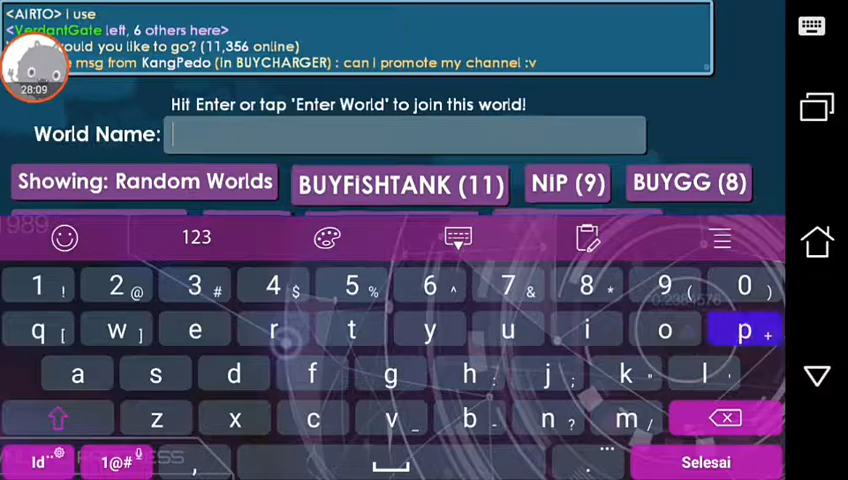 <AIRTO> I use
<VerdantGate left, 6 others here>
would you like to go? (11,356 online)
msg from KangPedo (in BUYCHARGER) : can i promote my channel :v
28:09
Hit Enter or tap 'Enter World' to join this world!
World Name:
Showing: Random Worlds BUYFISHTANK (11) NIP (9) BUYGG (8)
1989
123
1 ! 2 @ 3 # 4 $ 5 % 6 ^ 7 & 8 * 9 ( 0 )
q [ w ] e r t y u i o p +
a s d f g h : j ; k " l '
z x c v _ b - n ? m /
Id 1@# , . Selesai